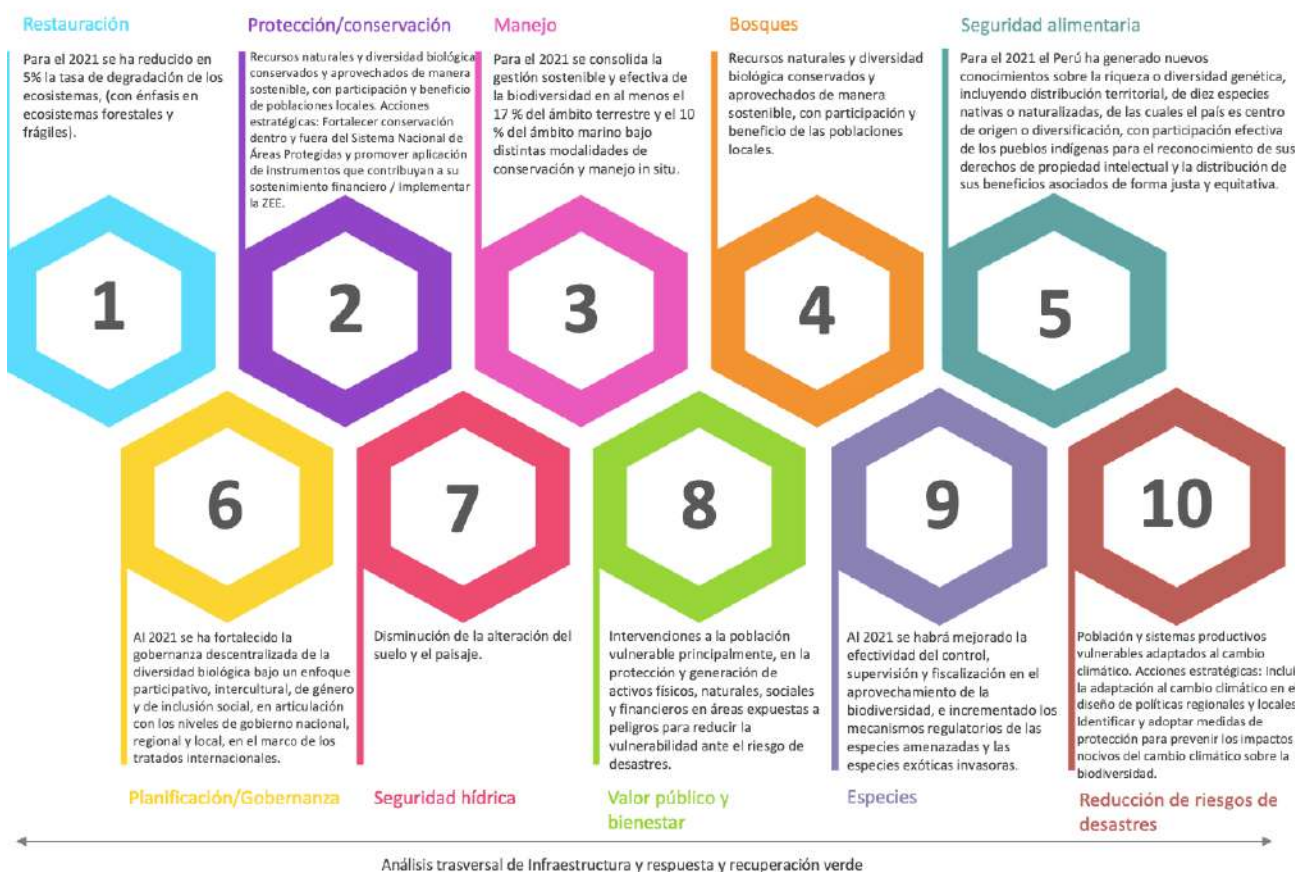 Restauración
Para el 2021 se ha reducido en
5% la tasa de degradación de los
ecosistemas, (con énfasis en
ecosistemas forestales y
frágiles).
Protección/conservación
Recursos naturales y diversidad biológica
conservados y aprovechados de manera
sostenible, con participación y beneficio
de poblaciones locales. Acciones
estratégicas: Fortalecer conservación
dentro y fuera del Sistema Nacional de
Áreas Protegidas y promover aplicación
de instrumentos que contribuyan a su
sostenimiento financiero / Implementar
la ZEE.
Manejo
Para el 2021 se consolida la
gestión sostenible y efectiva de
la biodiversidad en al menos el
17 % del ámbito terrestre y el 10
% del ámbito marino bajo
distintas modalidades de
conservación y manejo in situ.
Bosques
Recursos naturales y diversidad
biológica conservados y
aprovechados de manera
sostenible, con participación y
beneficio de las poblaciones
locales.
Seguridad alimentaria
Para el 2021 el Perú ha generado nuevos
conocimientos sobre la riqueza o diversidad genética,
incluyendo distribución territorial, de diez especies
nativas o naturalizadas, de las cuales el país es centro
de origen o diversificación, con participación efectiva
de los pueblos indígenas para el reconocimiento de sus
derechos de propiedad intelectual y la distribución de
sus beneficios asociados de forma justa y equitativa.
1
2
3
4
5
6
7
8
9
10
Al 2021 se ha fortalecido la
gobernanza descentralizada de la
diversidad biológica bajo un enfoque
participativo, intercultural, de género
y de inclusión social, en articulación
con los niveles de gobierno nacional,
regional y local, en el marco de los
tratados internacionales.
Planificación/Gobernanza
Disminución de la alteración del
suelo y el paisaje.
Seguridad hídrica
Intervenciones a la población
vulnerable principalmente, en la
protección y generación de
activos físicos, naturales, sociales
y financieros en áreas expuestas a
peligros para reducir la
vulnerabilidad ante el riesgo de
desastres.
Valor público y
bienestar
Al 2021 se habrá mejorado la
efectividad del control,
supervisión y fiscalización en el
aprovechamiento de la
biodiversidad, e incrementado los
mecanismos regulatorios de las
especies amenazadas y las
especies exóticas invasoras.
Especies
Población y sistemas productivos
vulnerables adaptados al cambio
climático. Acciones estratégicas: Inclui
la adaptación al cambio climático en e
diseño de políticas regionales y locales
Identificar y adoptar medidas de
protección para prevenir los impactos
nocivos del cambio climático sobre la
biodiversidad.
Reducción de riesgos de
desastres
Análisis trasversal de Infraestructura y respuesta y recuperación verde